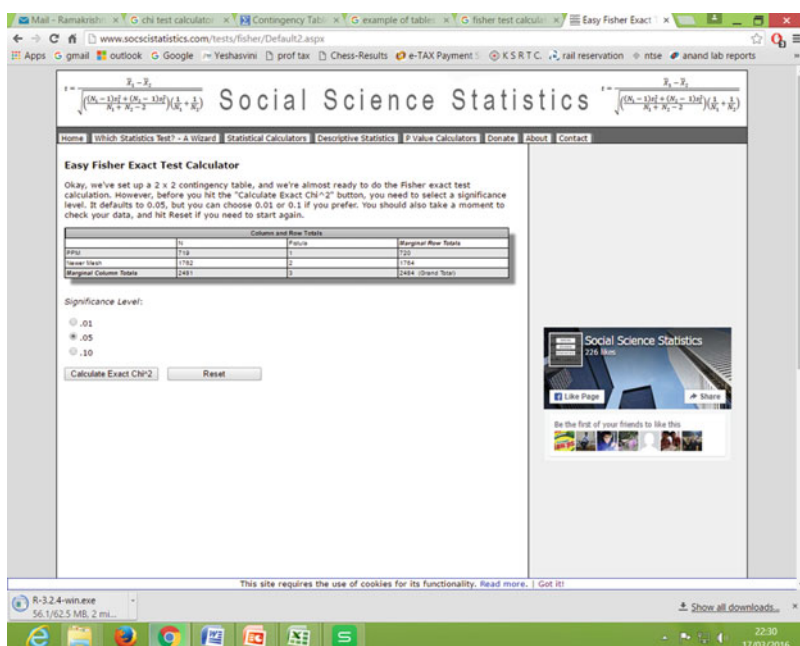 Mail - Ramakrishn G chi test calculator Contingency Tabl G example of tables G fisher test calcula Easy Fisher Exact
www.socscistatistics.com/tests/fisher/Default2.aspx
Apps G gmail outlook G Google Yeshasvini prof tax Chess-Results e-TAX Payment S K S R T C. rail reservation ntse anand lab reports
Social Science Statistics
Home Which Statistics Test? - A Wizard Statistical Calculators Descriptive Statistics P Value Calculators Donate About Contact
Easy Fisher Exact Test Calculator
Okay, we've set up a 2 x 2 contingency table, and we're almost ready to do the Fisher exact test
calculation. However, before you hit the "Calculate Exact Chi^2" button, you need to select a significance
level. It defaults to 0.05, but you can choose 0.01 or 0.1 if you prefer. You should also take a moment to
check your data, and hit Reset if you need to start again.
Column and Row Totals
N Fistula Marginal Row Totals
PPM 719 1 720
Newer Mesh 1762 2 1764
Marginal Column Totals 2481 3 2484 (Grand Total)
Significance Level:
.01
.05
.10
Calculate Exact Chi^2 Reset
Social Science Statistics
226 likes
Like Page Share
Be the first of your friends to like this
This site requires the use of cookies for its functionality. Read more. | Got it!
R-3.2.4-win.exe
56.1/62.5 MB, 2 mi...
Show all downloads...
22:30
17/03/2016